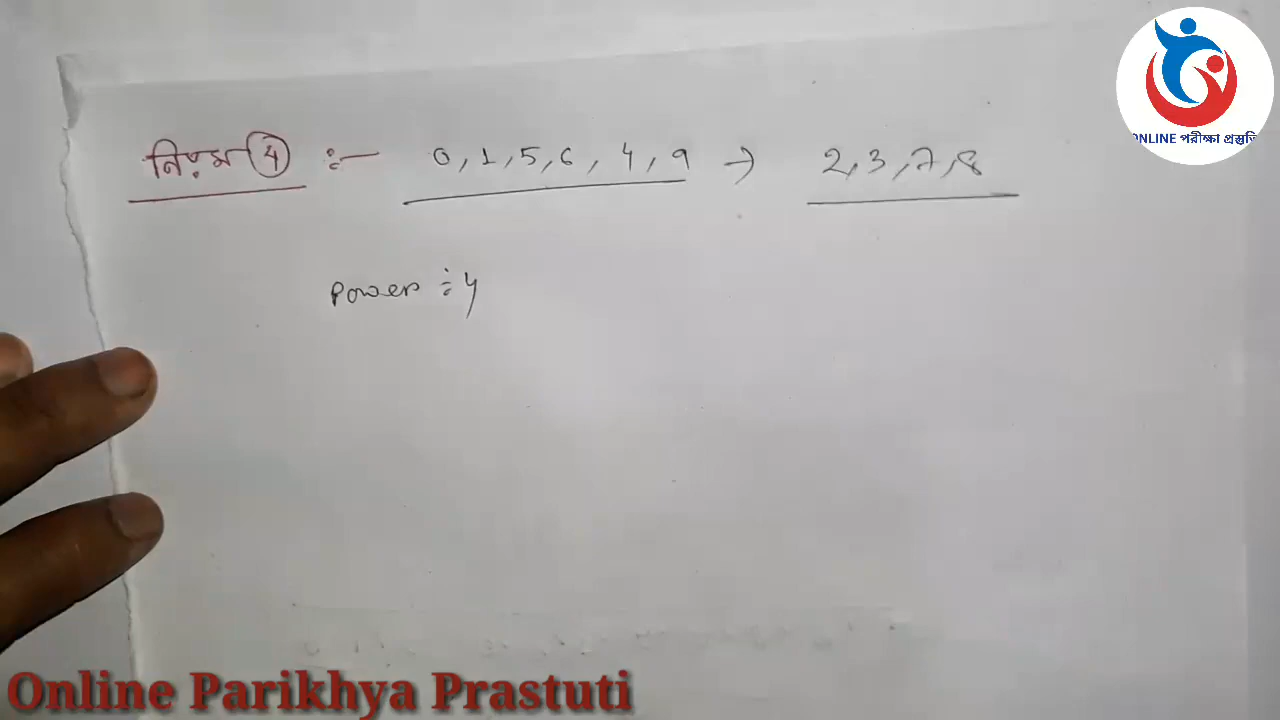 ONLINE পরীক্ষা প্রস্তুতি
নিয়ম 4 :- 0, 1, 5, 6, 4, 9 → 2, 3, 7, 8
Power ÷ 4
Online Parikhya Prastuti